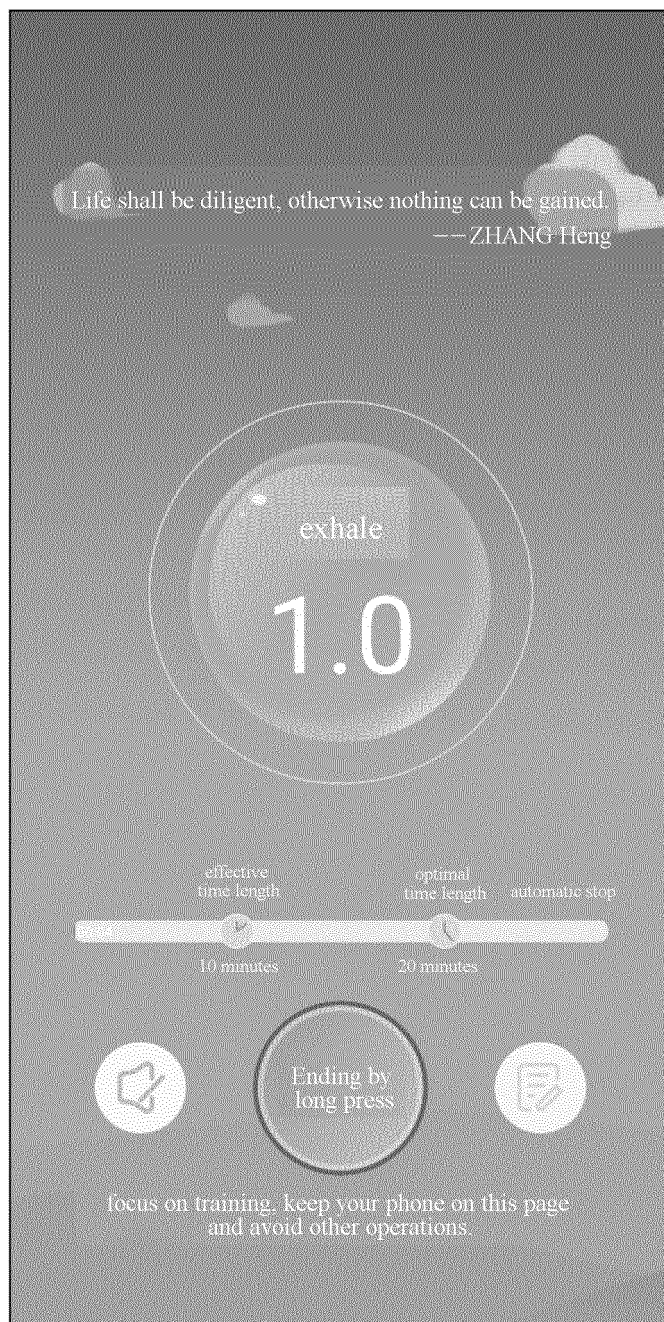 Life shall be diligent, otherwise nothing can be gained.
——ZHANG Heng
exhale
1.0
effective
time length
optimal
time length
automatic stop
10 minutes
20 minutes
Ending by
long press
focus on training, keep your phone on this page
and avoid other operations.